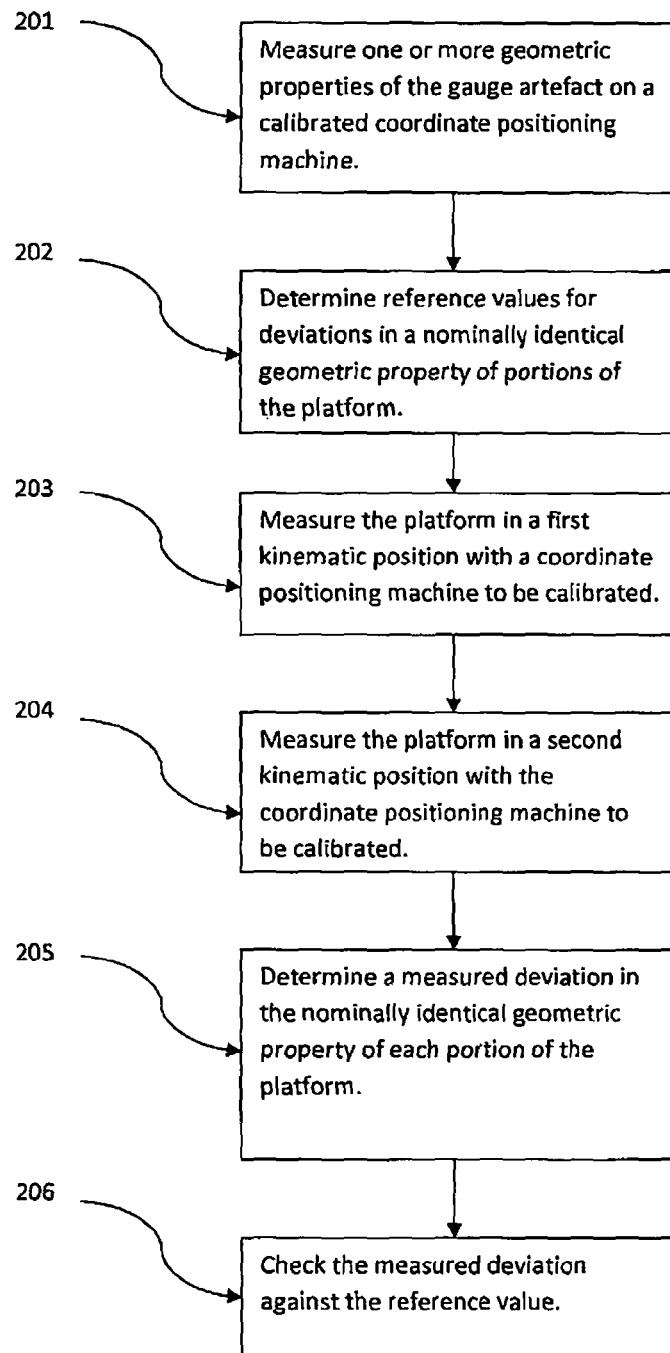 201
Measure one or more geometric
properties of the gauge artefact on a
calibrated coordinate positioning
machine.
202
Determine reference values for
deviations in a nominally identical
geometric property of portions of
the platform.
203
Measure the platform in a first
kinematic position with a coordinate
positioning machine to be calibrated.
204
Measure the platform in a second
kinematic position with the
coordinate positioning machine to
be calibrated.
205
Determine a measured deviation in
the nominally identical geometric
property of each portion of the
platform.
206
Check the measured deviation
against the reference value.